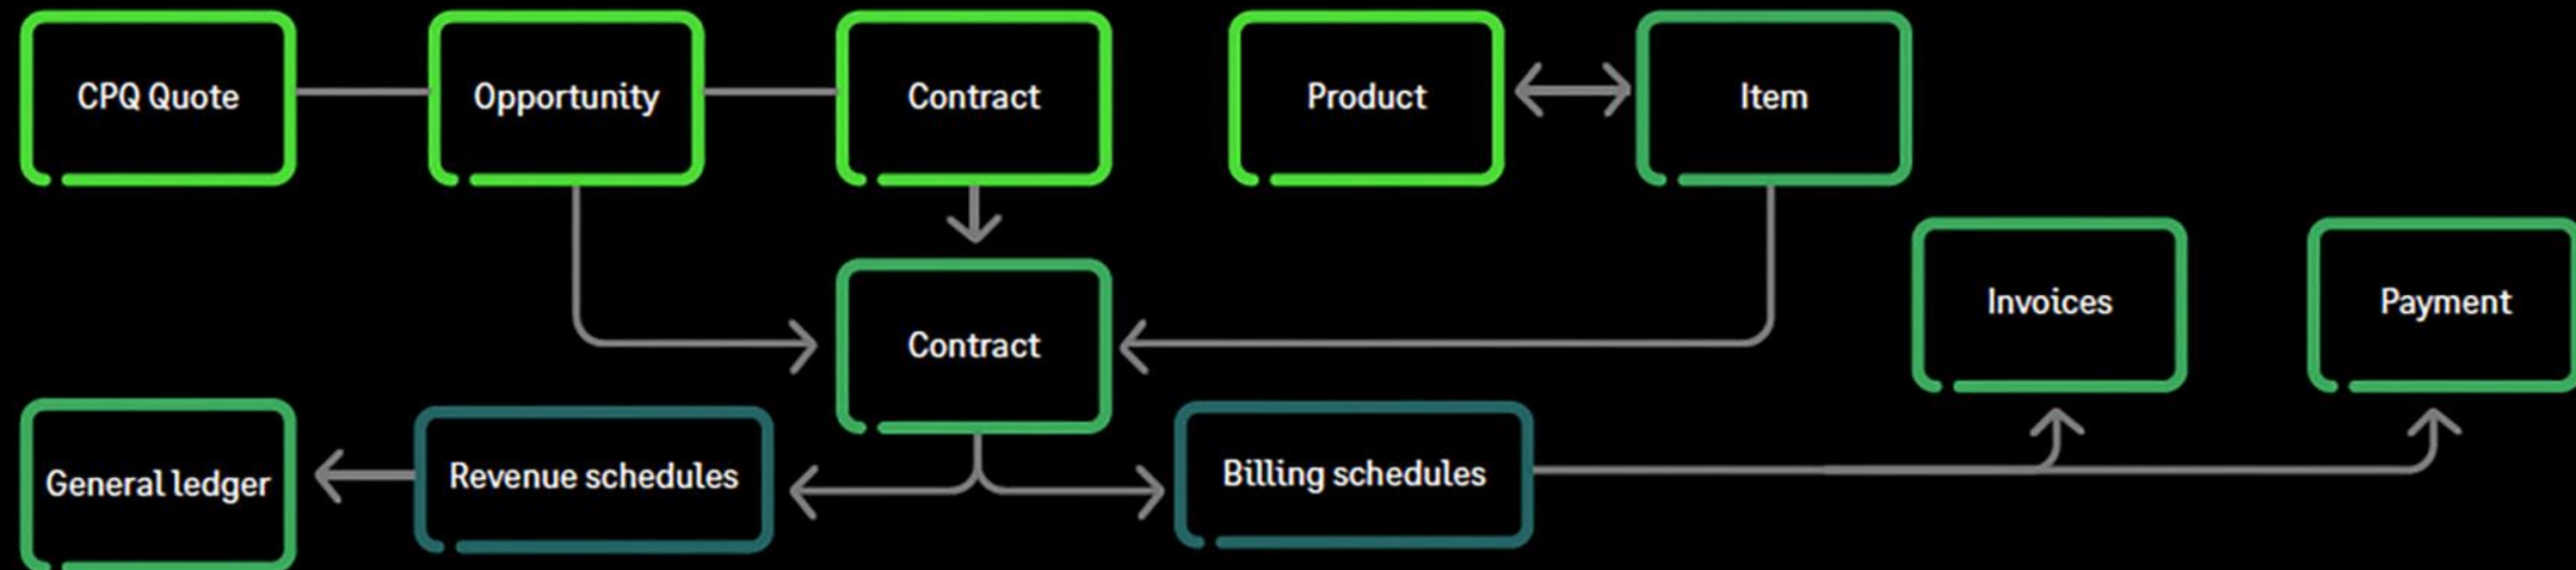 CPQ Quote
Opportunity
Contract
Product
Item
Invoices
Payment
Contract
General ledger
Revenue schedules
Billing schedules